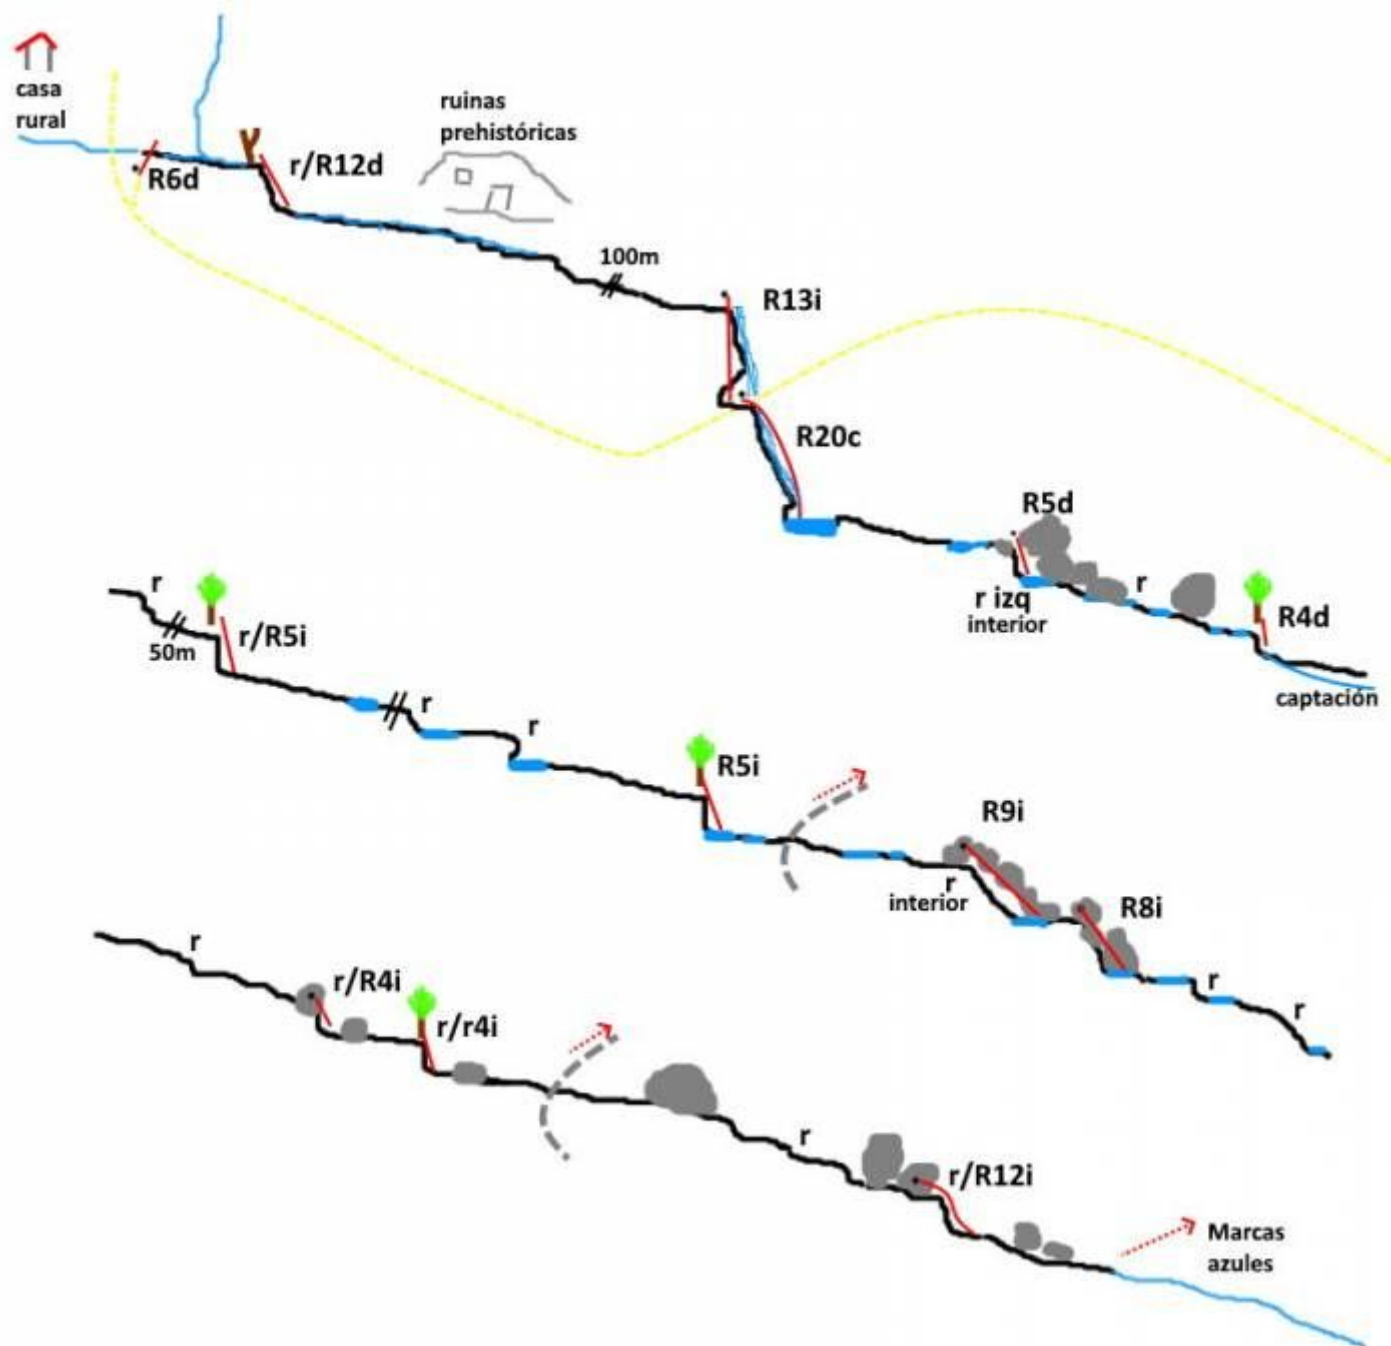 casa
rural
ruinas
prehistóricas
R6d
r/R12d
100m
R13i
R20c
R5d
r
r izq
interior
R4d
captación
r
50m
r/R5i
r
r
R5i
R9i
r
interior
R8i
r
r
r
r/R4i
r/r4i
r
r/R12i
Marcas
azules